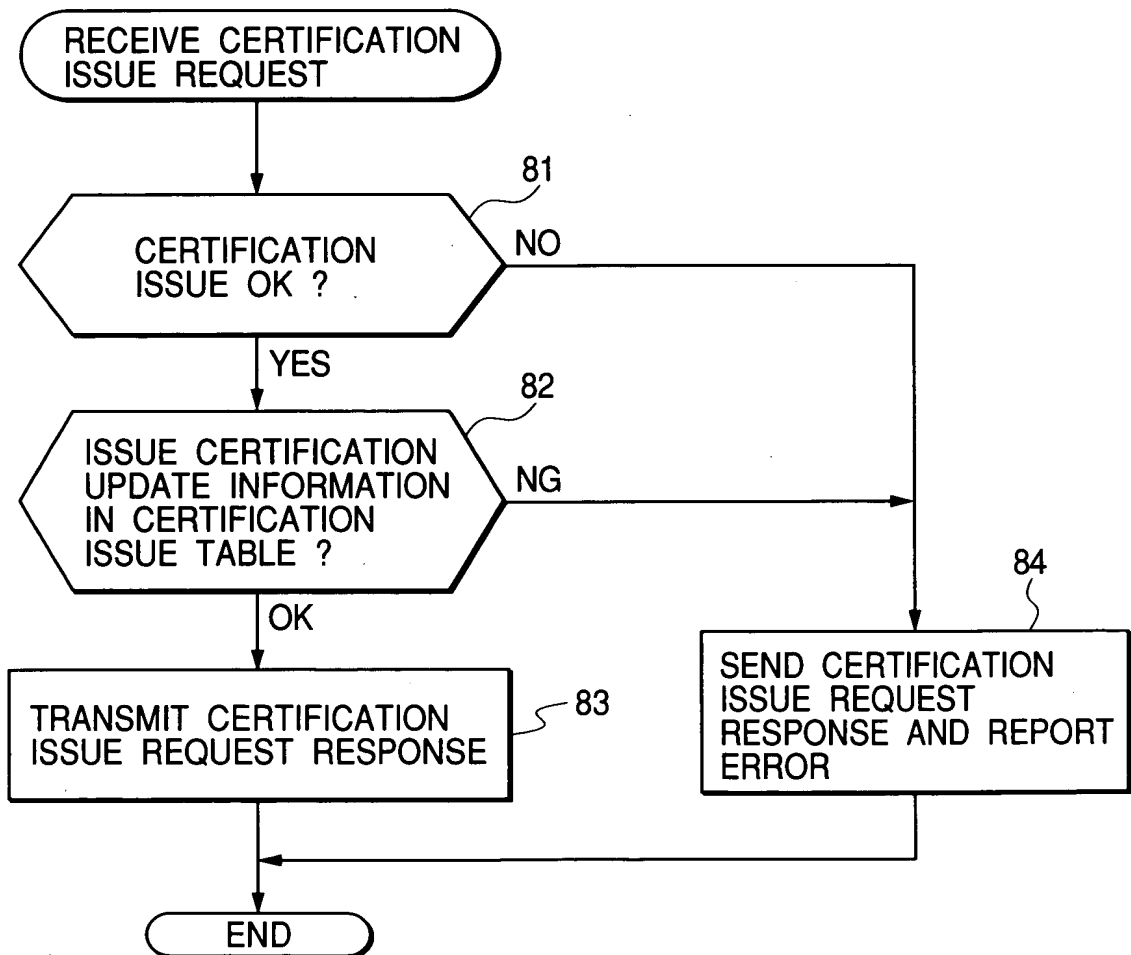 RECEIVE CERTIFICATION
ISSUE REQUEST
81
CERTIFICATION
ISSUE OK ?
NO
YES
82
ISSUE CERTIFICATION
UPDATE INFORMATION
IN CERTIFICATION
ISSUE TABLE ?
NG
OK
84
TRANSMIT CERTIFICATION
ISSUE REQUEST RESPONSE
83
SEND CERTIFICATION
ISSUE REQUEST
RESPONSE AND REPORT
ERROR
END